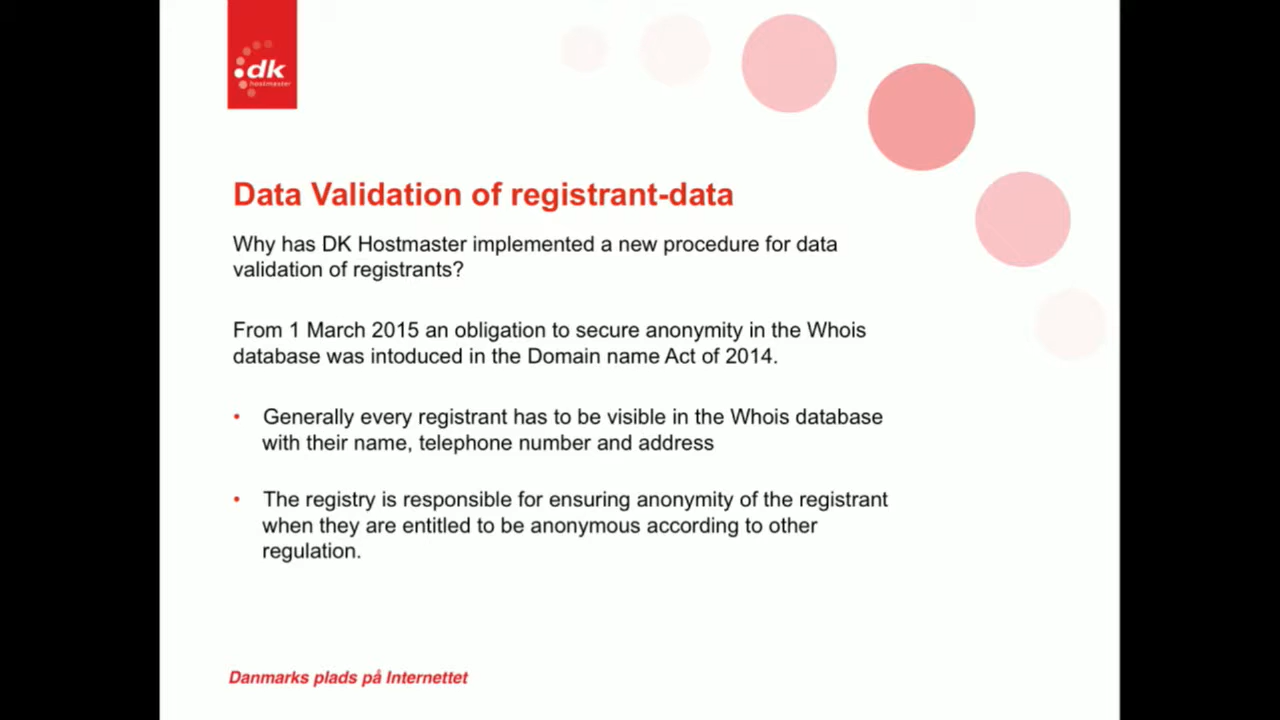 .dk
hostmaster
Data Validation of registrant-data
Why has DK Hostmaster implemented a new procedure for data
validation of registrants?
From 1 March 2015 an obligation to secure anonymity in the Whois
database was intoduced in the Domain name Act of 2014.
• Generally every registrant has to be visible in the Whois database
with their name, telephone number and address
• The registry is responsible for ensuring anonymity of the registrant
when they are entitled to be anonymous according to other
regulation.
Danmarks plads på Internettet